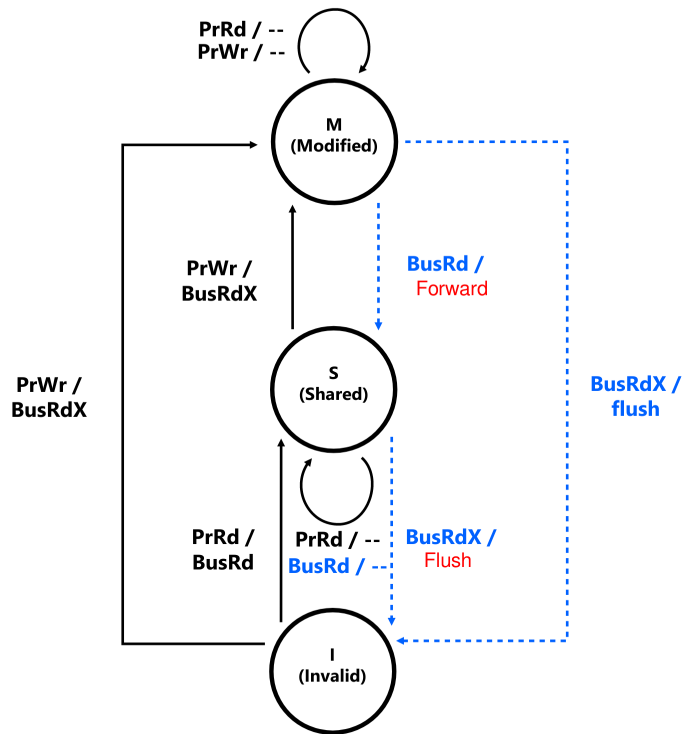 PrRd / --
PrWr / --
M
(Modified)
PrWr /
BusRdX
BusRd /
Forward
S
(Shared)
PrWr /
BusRdX
BusRdX /
flush
PrRd /
BusRd
PrRd / --
BusRd / --
BusRdX /
Flush
I
(Invalid)